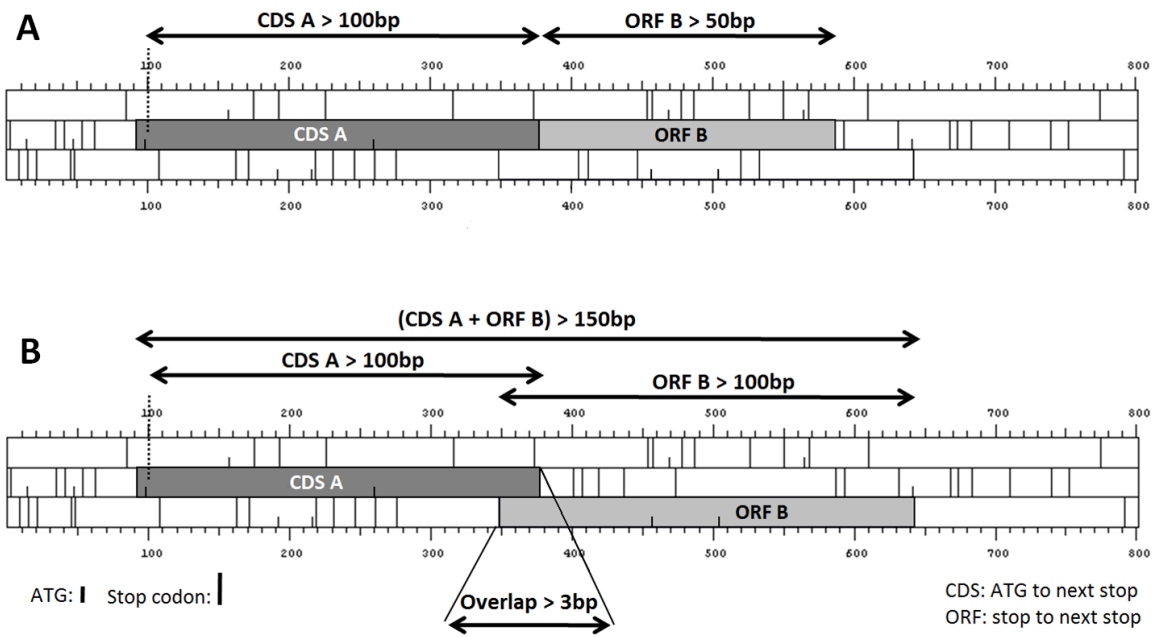 A
CDS A > 100bp
ORF B > 50bp
100 200 300 400 500 600 700 800
CDS A
ORF B
100 200 300 400 500 600 700 800
(CDS A + ORF B) > 150bp
B
CDS A > 100bp
ORF B > 100bp
100 200 300 400 500 600 700 800
CDS A
ORF B
100 200 300 400 500 600 700 800
ATG:
Stop codon:
Overlap > 3bp
CDS: ATG to next stop
ORF: stop to next stop